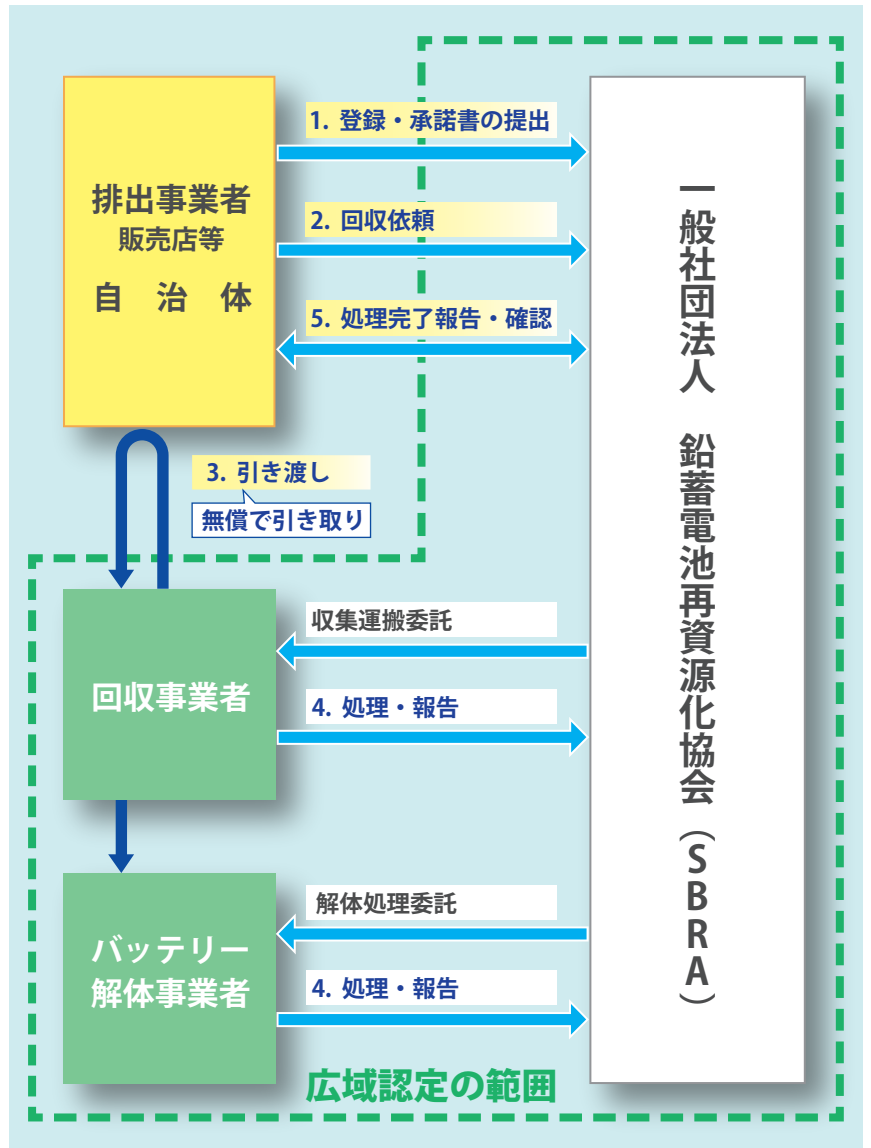 排出事業者
販売店等
自 治 体
1. 登録・承諾書の提出
2. 回収依頼
5. 処理完了報告・確認
3. 引き渡し
無償で引き取り
一般社団法人 鉛蓄電池再資源化協会（SBRA）
回収事業者
収集運搬委託
4. 処理・報告
バッテリー
解体事業者
解体処理委託
4. 処理・報告
広域認定の範囲